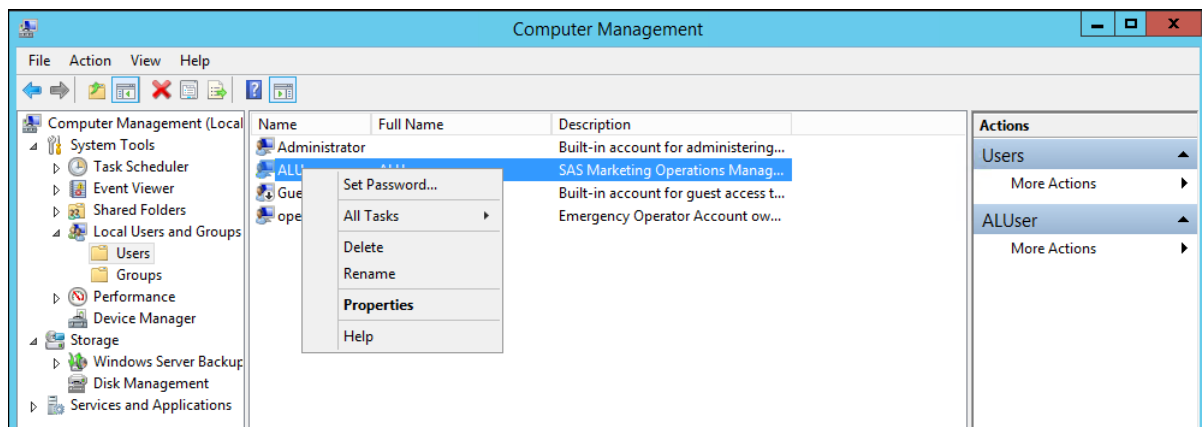 Computer Management
File Action View Help
Computer Management (Local
System Tools
Task Scheduler
Event Viewer
Shared Folders
Local Users and Groups
Users
Groups
Performance
Device Manager
Storage
Windows Server Backup
Disk Management
Services and Applications
Name Full Name Description
Administrator Built-in account for administering...
ALU SAS Marketing Operations Manag...
Gue Built-in account for guest access t...
ope Emergency Operator Account ow...
Set Password...
All Tasks
Delete
Rename
Properties
Help
Actions
Users
More Actions
ALUser
More Actions